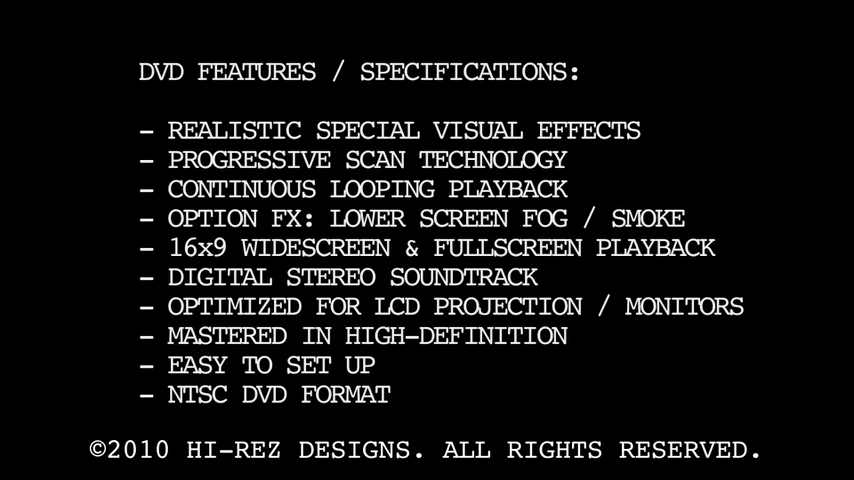 DVD FEATURES / SPECIFICATIONS:
- REALISTIC SPECIAL VISUAL EFFECTS
- PROGRESSIVE SCAN TECHNOLOGY
- CONTINUOUS LOOPING PLAYBACK
- OPTION FX: LOWER SCREEN FOG / SMOKE
- 16x9 WIDESCREEN & FULLSCREEN PLAYBACK
- DIGITAL STEREO SOUNDTRACK
- OPTIMIZED FOR LCD PROJECTION / MONITORS
- MASTERED IN HIGH-DEFINITION
- EASY TO SET UP
- NTSC DVD FORMAT
©2010 HI-REZ DESIGNS. ALL RIGHTS RESERVED.